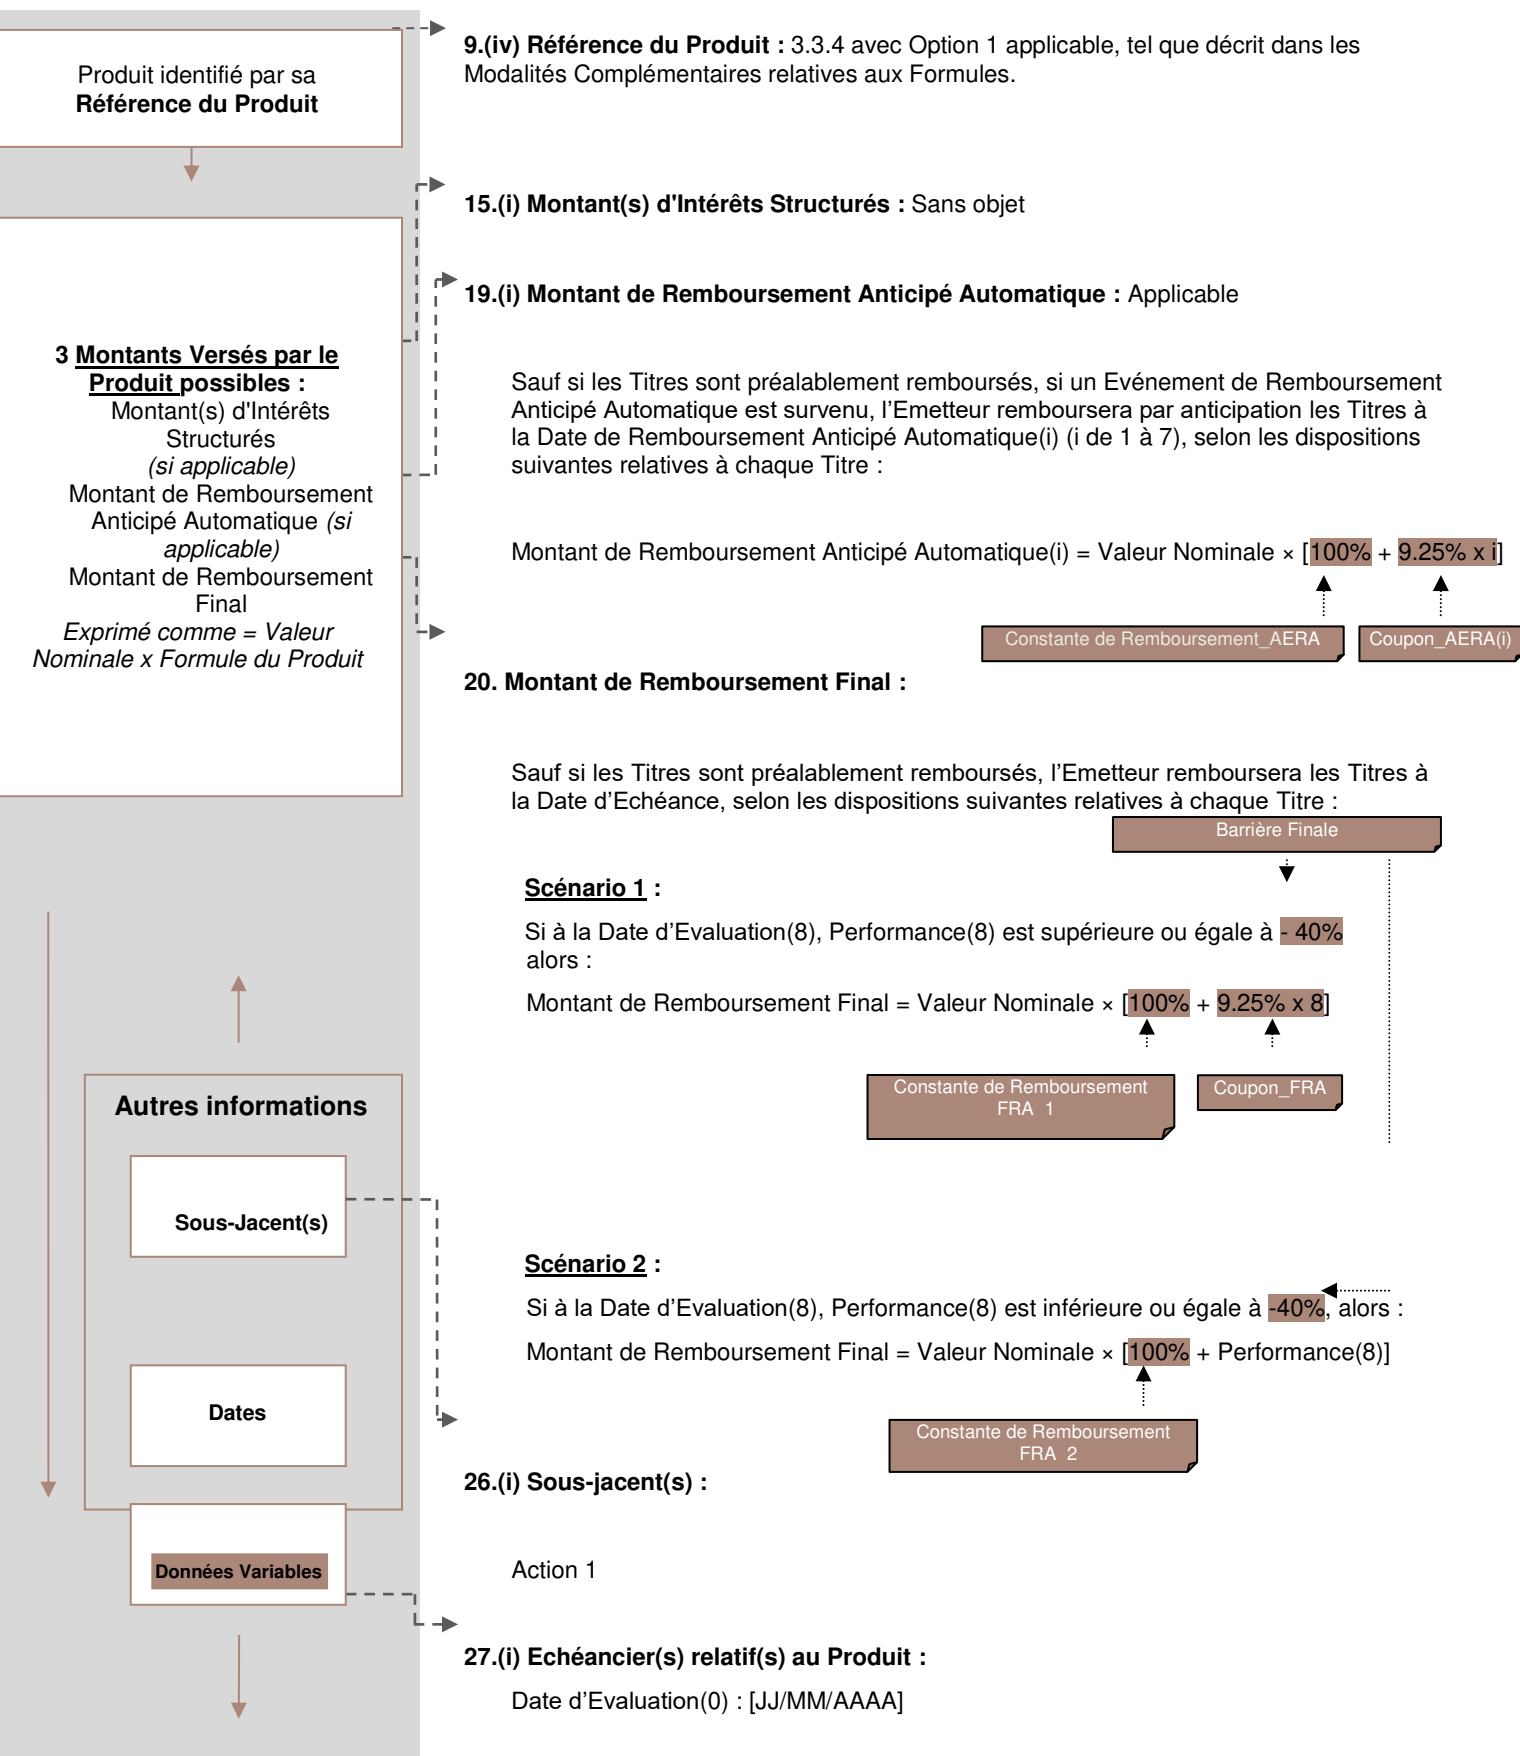 Produit identifié par sa
Référence du Produit
3 Montants Versés par le
Produit possibles :
Montant(s) d'Intérêts
Structurés
(si applicable)
Montant de Remboursement
Anticipé Automatique (si
applicable)
Montant de Remboursement
Final
Exprimé comme = Valeur
Nominale x Formule du Produit
Autres informations
Sous-Jacent(s)
Dates
Données Variables
9.(iv) Référence du Produit : 3.3.4 avec Option 1 applicable, tel que décrit dans les
Modalités Complémentaires relatives aux Formules.
15.(i) Montant(s) d'Intérêts Structurés : Sans objet
19.(i) Montant de Remboursement Anticipé Automatique : Applicable
Sauf si les Titres sont préalablement remboursés, si un Evénement de Remboursement
Anticipé Automatique est survenu, l’Emetteur remboursera par anticipation les Titres à
la Date de Remboursement Anticipé Automatique(i) (i de 1 à 7), selon les dispositions
suivantes relatives à chaque Titre :
Montant de Remboursement Anticipé Automatique(i) = Valeur Nominale × [100% + 9.25% x i]
Constante de Remboursement_AERA
Coupon_AERA(i)
20. Montant de Remboursement Final :
Sauf si les Titres sont préalablement remboursés, l’Emetteur remboursera les Titres à
la Date d’Echéance, selon les dispositions suivantes relatives à chaque Titre :
Barrière Finale
Scénario 1 :
Si à la Date d’Evaluation(8), Performance(8) est supérieure ou égale à - 40%
alors :
Montant de Remboursement Final = Valeur Nominale × [100% + 9.25% x 8]
Constante de Remboursement
FRA 1
Coupon_FRA
Scénario 2 :
Si à la Date d’Evaluation(8), Performance(8) est inférieure ou égale à -40%, alors :
Montant de Remboursement Final = Valeur Nominale × [100% + Performance(8)]
Constante de Remboursement
FRA 2
26.(i) Sous-jacent(s) :
Action 1
27.(i) Echéancier(s) relatif(s) au Produit :
Date d’Evaluation(0) : [JJ/MM/AAAA]